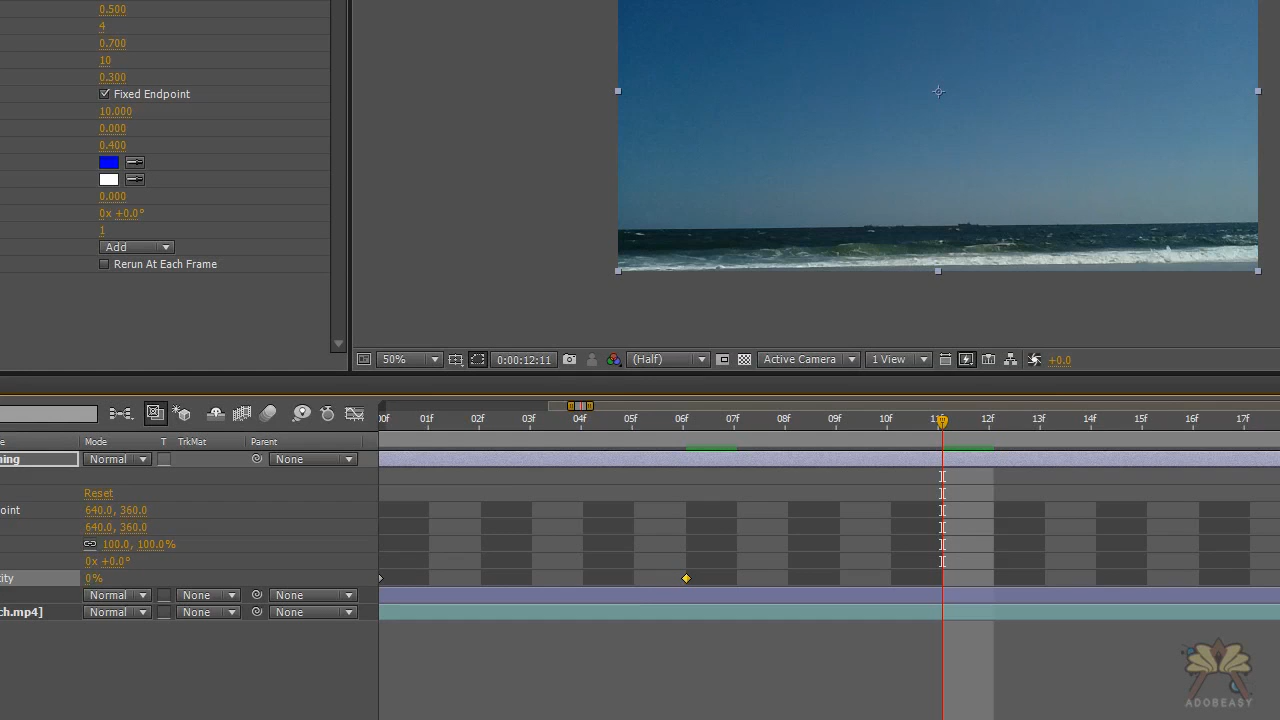 0.500
4
0.700
10
0.300
Fixed Endpoint
10.000
0.000
0.400
0.000
0x +0.0°
1
Add
Rerun At Each Frame
50%
0:00:12:11
(Half)
Active Camera
1 View
+0.0
00F 01F 02F 03F 04F 05F 06F 07F 08F 09F 10F 11F 12F 13F 14F 15F 16F 17F
Mode T TrkMat Parent
Normal None
Reset
640.0, 360.0
640.0, 360.0
100.0, 100.0%
0x +0.0°
0%
Normal None None
ch.mp4] Normal None None
ADOBEASY